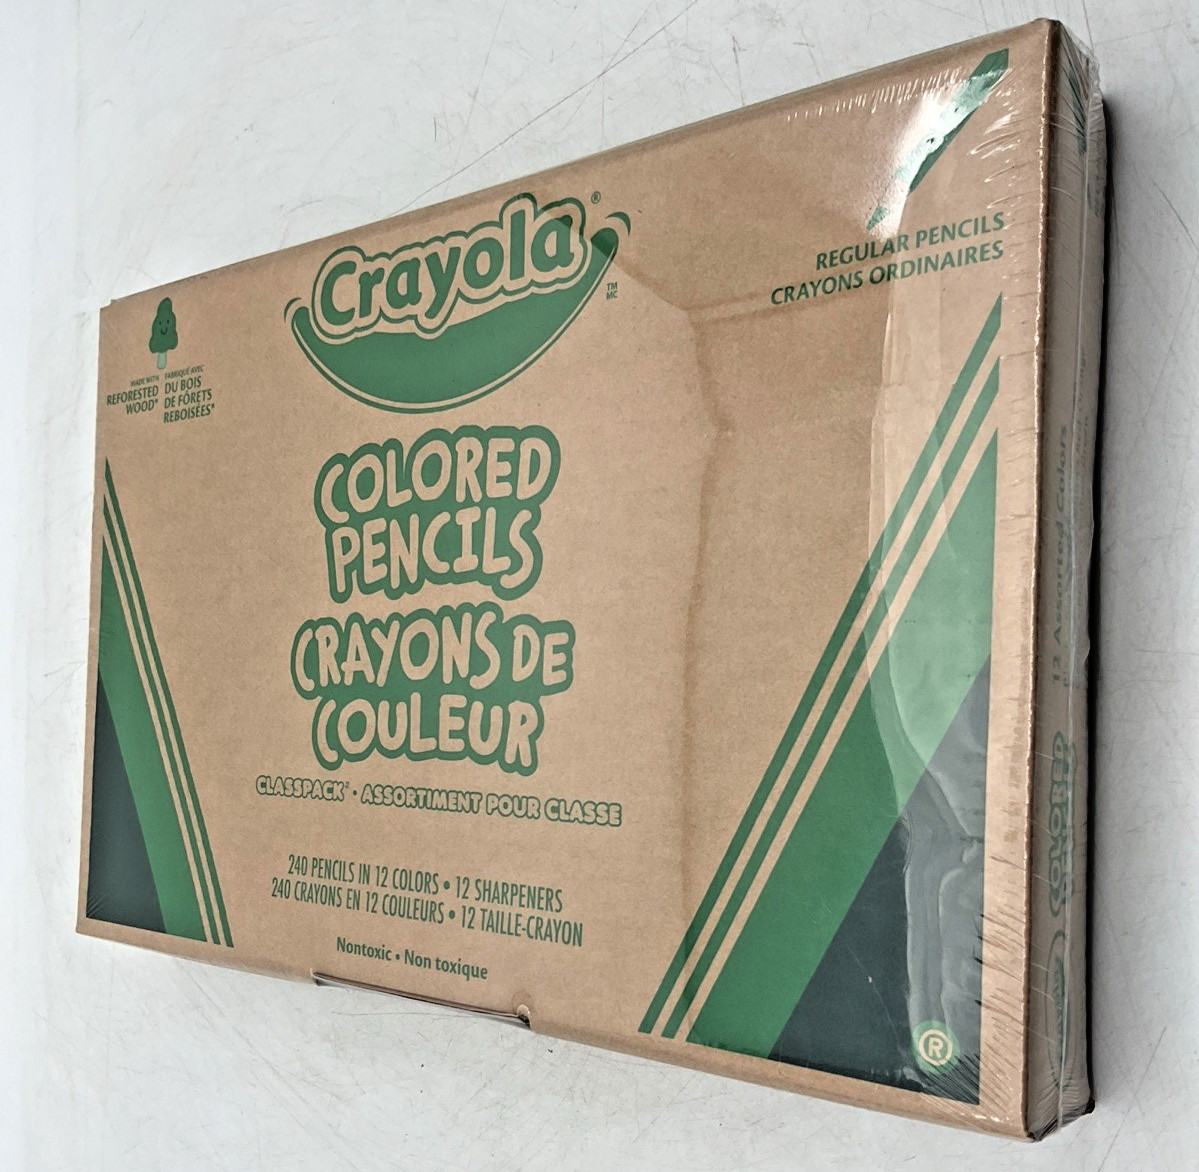 Crayola®
TM
MC
REGULAR PENCILS
CRAYONS ORDINAIRES
MADE WITH
REFORESTED
WOOD*
FABRIQUÉ AVEC
DU BOIS
DE FORÊTS
REBOISÉES*
COLORED
PENCILS
CRAYONS DE
COULEUR
CLASSPACK® • ASSORTIMENT POUR CLASSE
240 PENCILS IN 12 COLORS • 12 SHARPENERS
240 CRAYONS EN 12 COULEURS • 12 TAILLE-CRAYON
Nontoxic • Non toxique
®
12 Assorted Colors
COLORED